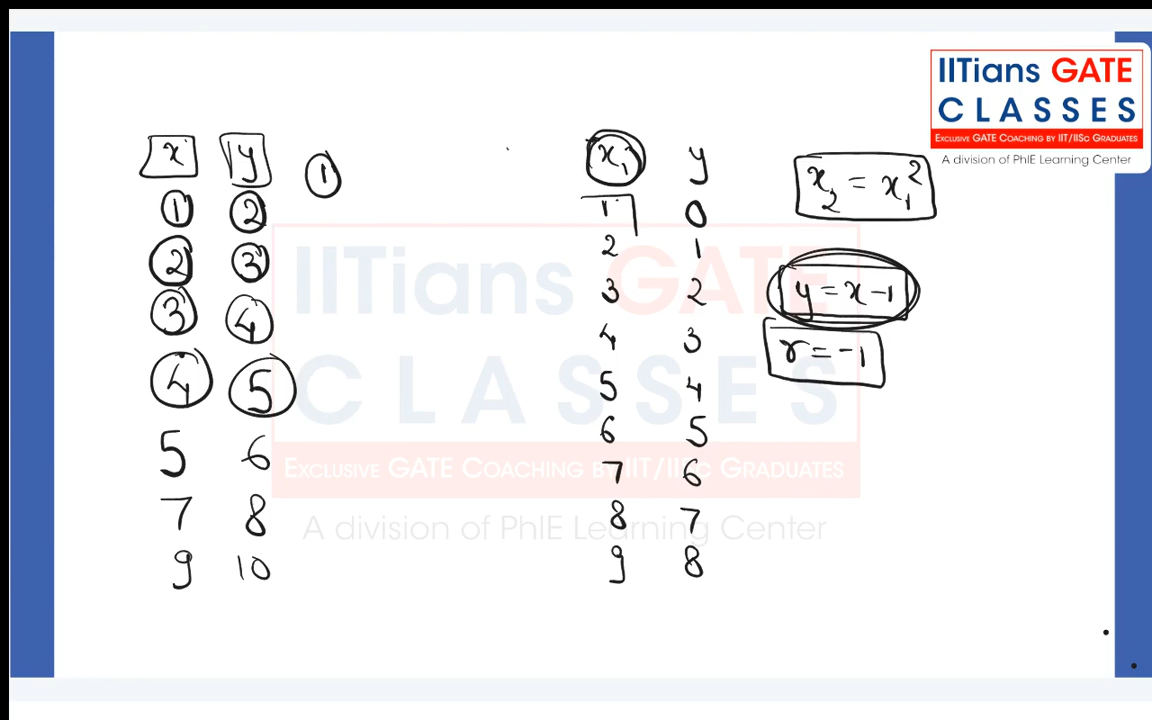 IITians GATE
CLASSES
EXCLUSIVE GATE COACHING BY IIT/IISc GRADUATES
A division of PhIE Learning Center
x y 1
1 2
2 3
3 4
4 5
5 6
7 8
9 10
x₁ y
1 0
2 1
3 2
4 3
5 4
6 5
7 6
8 7
9 8
x₂ = x₁²
y = x - 1
r = -1
IITians GATE
CLASSES
EXCLUSIVE GATE COACHING BY IIT/IISc GRADUATES
A division of PhIE Learning Center